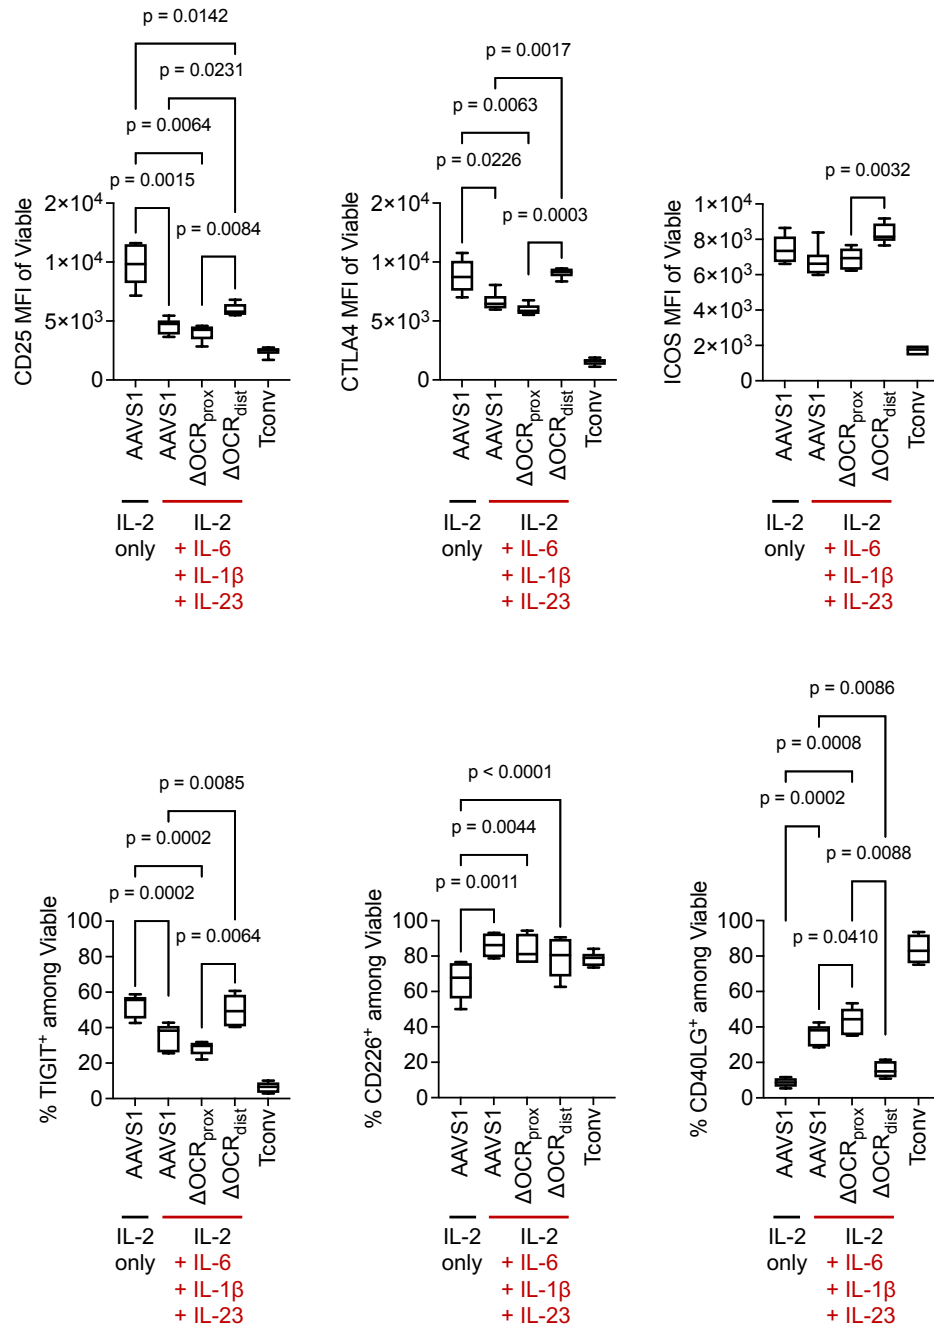 p = 0.0142
p = 0.0231
p = 0.0064
p = 0.0015
p = 0.0084
CD25 MFI of Viable
2×10⁴
1×10⁴
5×10³
0
AAVS1
AAVS1
ΔOCRprox
ΔOCRdist
Tconv
IL-2
only
IL-2
+ IL-6
+ IL-1β
+ IL-23
p = 0.0017
p = 0.0063
p = 0.0226
p = 0.0003
CTLA4 MFI of Viable
2×10⁴
1×10⁴
5×10³
0
AAVS1
AAVS1
ΔOCRprox
ΔOCRdist
Tconv
IL-2
only
IL-2
+ IL-6
+ IL-1β
+ IL-23
p = 0.0032
ICOS MFI of Viable
1×10⁴
8×10³
6×10³
2×10³
2×10³
0
AAVS1
AAVS1
ΔOCRprox
ΔOCRdist
Tconv
IL-2
only
IL-2
+ IL-6
+ IL-1β
+ IL-23
p = 0.0085
p = 0.0002
p = 0.0002
p = 0.0064
% TIGIT⁺ among Viable
100
80
60
40
20
0
AAVS1
AAVS1
ΔOCRprox
ΔOCRdist
Tconv
IL-2
only
IL-2
+ IL-6
+ IL-1β
+ IL-23
p < 0.0001
p = 0.0044
p = 0.0011
% CD226⁺ among Viable
100
80
60
40
20
0
AAVS1
AAVS1
ΔOCRprox
ΔOCRdist
Tconv
IL-2
only
IL-2
+ IL-6
+ IL-1β
+ IL-23
p = 0.0086
p = 0.0008
p = 0.0002
p = 0.0088
p = 0.0410
% CD40LG⁺ among Viable
100
80
60
40
20
0
AAVS1
AAVS1
ΔOCRprox
ΔOCRdist
Tconv
IL-2
only
IL-2
+ IL-6
+ IL-1β
+ IL-23